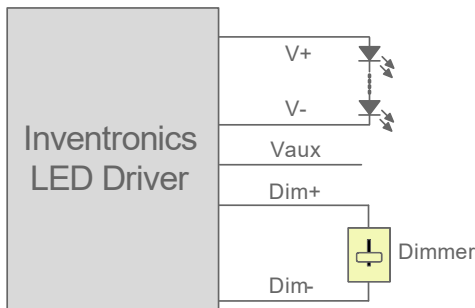 Inventronics
LED Driver
V+
V-
Vaux
Dim+
Dimmer
Dim-